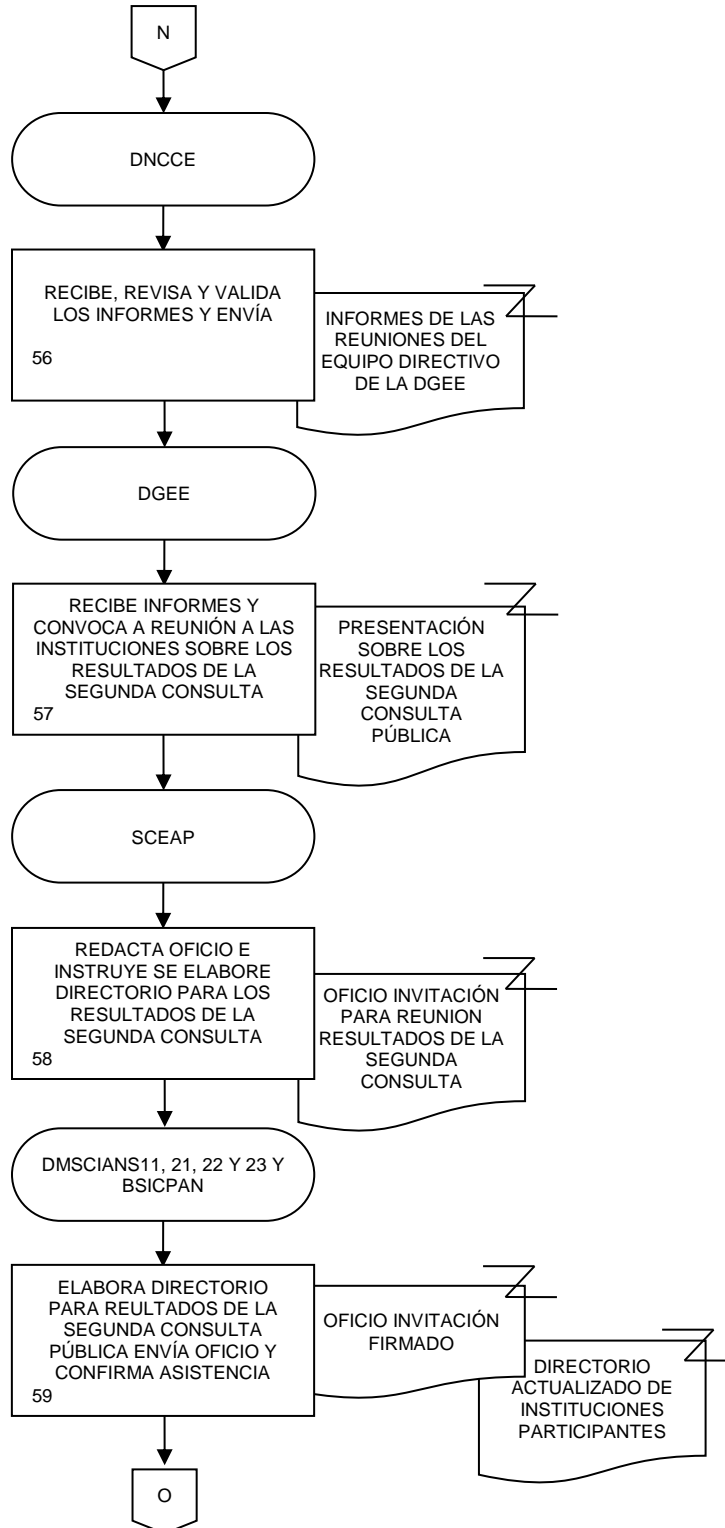 N
DNCCE
RECIBE, REVISA Y VALIDA
LOS INFORMES Y ENVÍA
56
INFORMES DE LAS
REUNIONES DEL
EQUIPO DIRECTIVO
DE LA DGEE
DGEE
RECIBE INFORMES Y
CONVOCA A REUNIÓN A LAS
INSTITUCIONES SOBRE LOS
RESULTADOS DE LA
SEGUNDA CONSULTA
57
PRESENTACIÓN
SOBRE LOS
RESULTADOS DE LA
SEGUNDA
CONSULTA
PÚBLICA
SCEAP
REDACTA OFICIO E
INSTRUYE SE ELABORE
DIRECTORIO PARA LOS
RESULTADOS DE LA
SEGUNDA CONSULTA
58
OFICIO INVITACIÓN
PARA REUNION
RESULTADOS DE LA
SEGUNDA
CONSULTA
DMSCIANS11, 21, 22 Y 23 Y
BSICPAN
ELABORA DIRECTORIO
PARA REULTADOS DE LA
SEGUNDA CONSULTA
PÚBLICA ENVÍA OFICIO Y
CONFIRMA ASISTENCIA
59
OFICIO INVITACIÓN
FIRMADO
DIRECTORIO
ACTUALIZADO DE
INSTITUCIONES
PARTICIPANTES
O